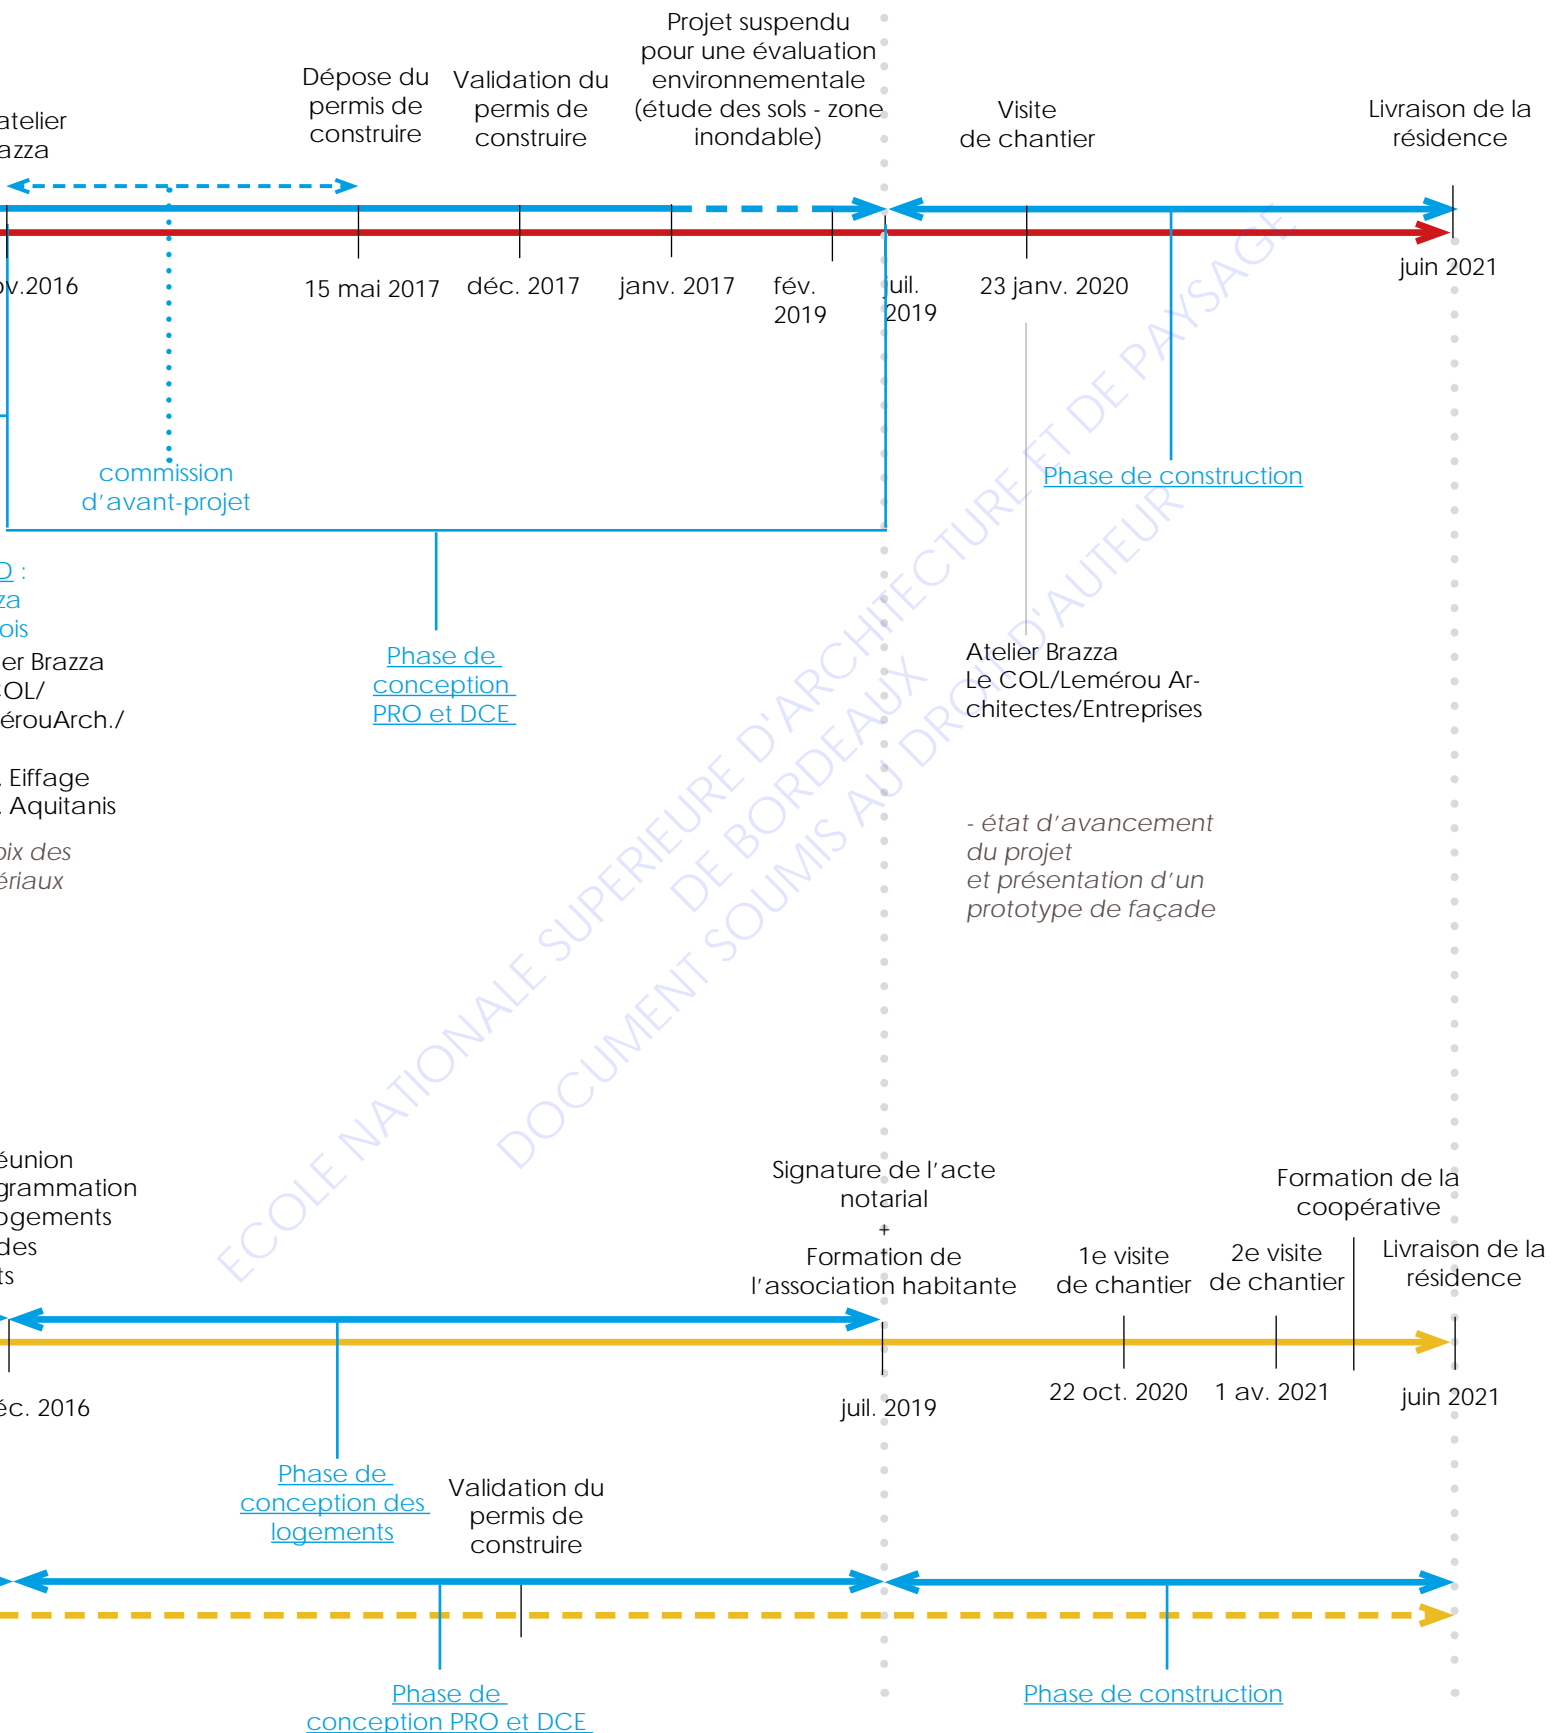 Projet suspendu
pour une évaluation
environnementale
(étude des sols - zone
inondable)
Dépose du
permis de
construire
Validation du
permis de
construire
Visite
de chantier
Livraison de la
résidence
atelier
azza
ov.2016
15 mai 2017
déc. 2017
janv. 2017
fév.
2019
juil.
2019
23 janv. 2020
juin 2021
commission
d'avant-projet
Phase de construction
D :
za
ois
er Brazza
COL/
érouArch./
. Eiffage
. Aquitanis
oix des
ériaux
Phase de
conception
PRO et DCE
Atelier Brazza
Le COL/Lemérou Ar-
chitectes/Entreprises
- état d'avancement
du projet
et présentation d'un
prototype de façade
ECOLE NATIONALE SUPERIEURE D'ARCHITECTURE ET DE PAYSAGE
DE BORDEAUX
DOCUMENT SOUMIS AU DROIT D'AUTEUR
éunion
grammation
ogements
des
ts
Signature de l'acte
notarial
+
Formation de
l'association habitante
1e visite
de chantier
2e visite
de chantier
Formation de la
coopérative
Livraison de la
résidence
éc. 2016
juil. 2019
22 oct. 2020
1 av. 2021
juin 2021
Phase de
conception des
logements
Validation du
permis de
construire
Phase de
conception PRO et DCE
Phase de construction